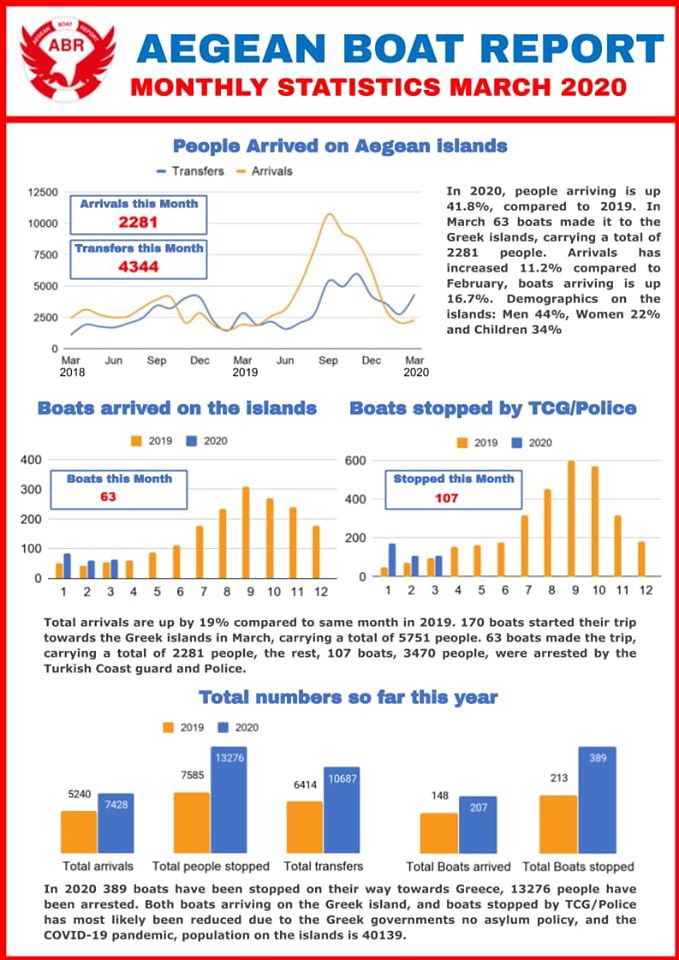 AEGEAN BOAT REPORT
ABR
AEGEAN BOAT REPORT
MONTHLY STATISTICS MARCH 2020
People Arrived on Aegean islands
Transfers Arrivals
12500
10000
7500
5000
2500
0
Arrivals this Month
2281
Transfers this Month
4344
Mar Jun Sep Dec Mar Jun Sep Dec Mar
2018 2019 2020
In 2020, people arriving is up
41.8%, compared to 2019. In
March 63 boats made it to the
Greek islands, carrying a total of
2281 people. Arrivals has
increased 11.2% compared to
February, boats arriving is up
16.7%. Demographics on the
islands: Men 44%, Women 22%
and Children 34%
Boats arrived on the islands
2019 2020
400
300
200
100
0
Boats this Month
63
1 2 3 4 5 6 7 8 9 10 11 12
Boats stopped by TCG/Police
2019 2020
600
400
200
0
Stopped this Month
107
1 2 3 4 5 6 7 8 9 10 11 12
Total arrivals are up by 19% compared to same month in 2019. 170 boats started their trip
towards the Greek islands in March, carrying a total of 5751 people. 63 boats made the trip,
carrying a total of 2281 people, the rest, 107 boats, 3470 people, were arrested by the
Turkish Coast guard and Police.
Total numbers so far this year
2019 2020
5240 7428
7585 13276
6414 10687
148 207
213 389
Total arrivals Total people stopped Total transfers Total Boats arrived Total Boats stopped
In 2020 389 boats have been stopped on their way towards Greece, 13276 people have
been arrested. Both boats arriving on the Greek island, and boats stopped by TCG/Police
has most likely been reduced due to the Greek governments no asylum policy, and the
COVID-19 pandemic, population on the islands is 40139.